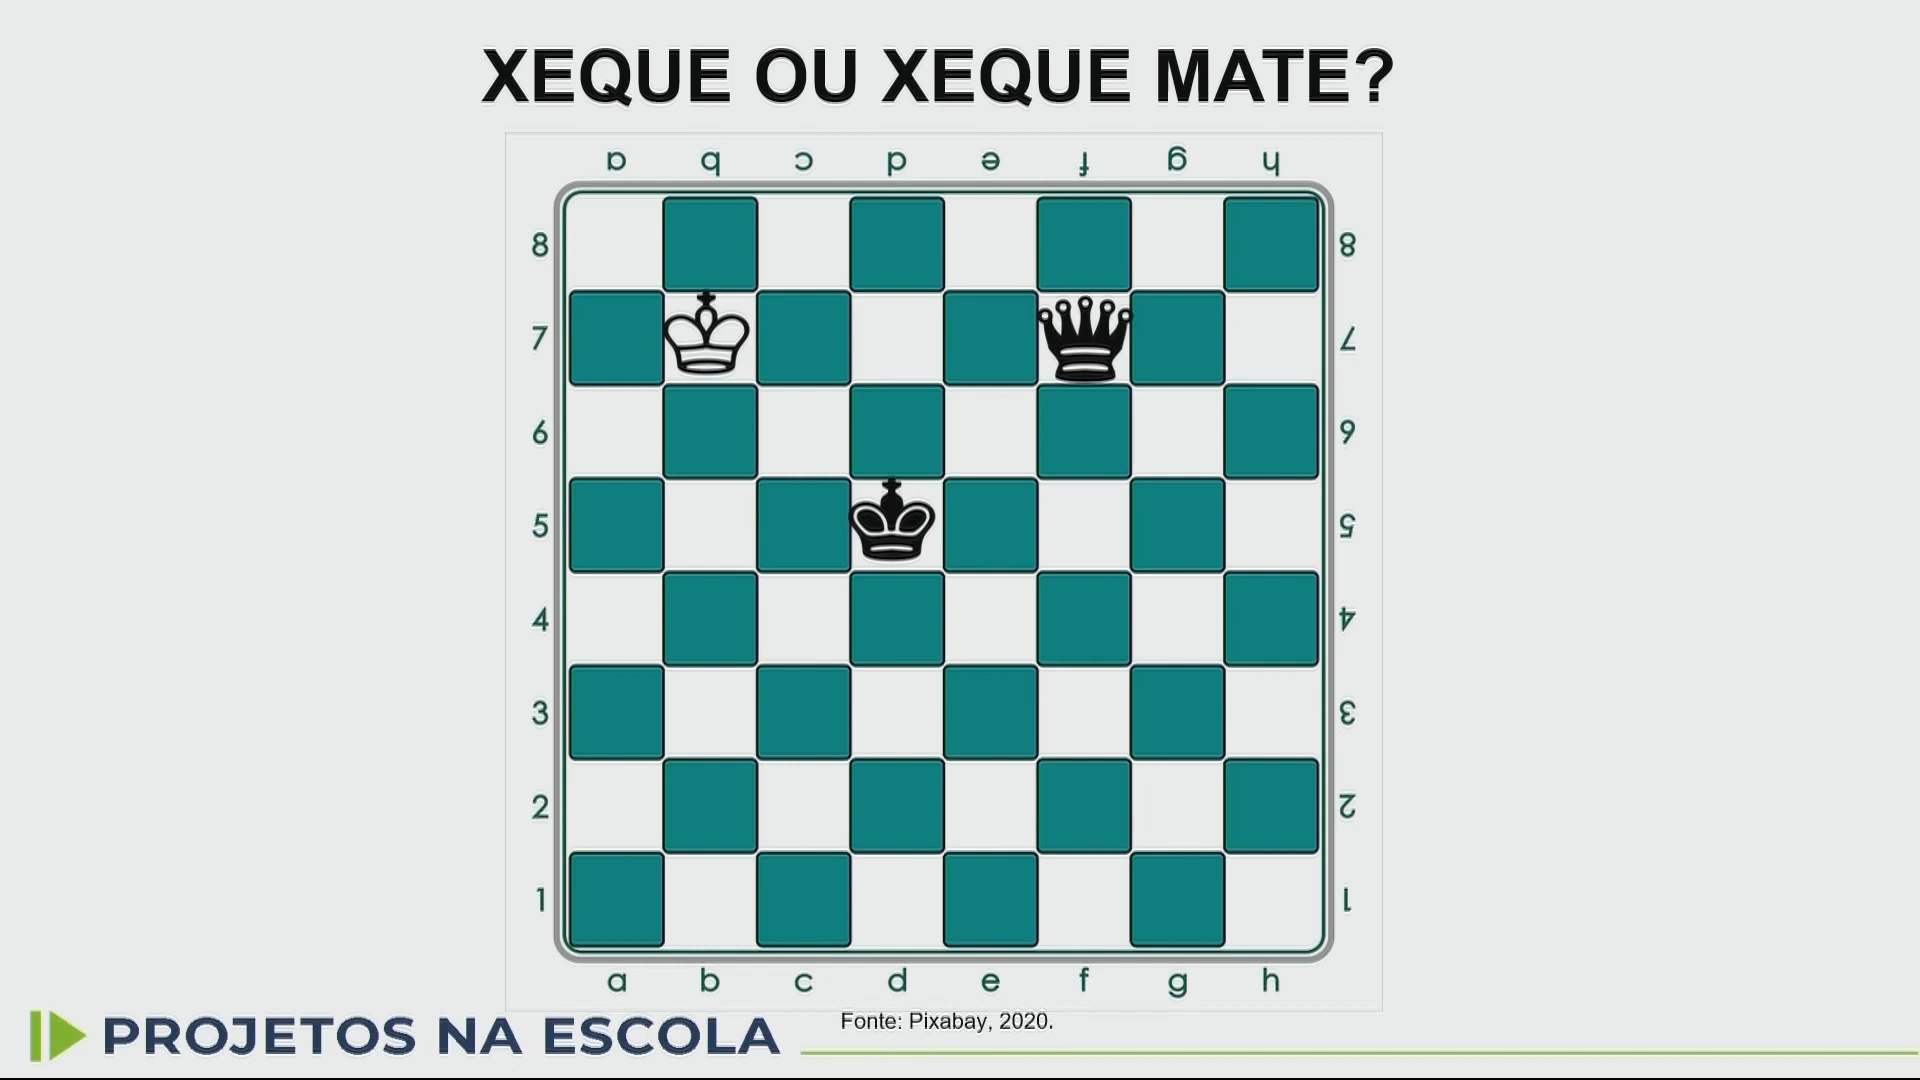 XEQUE OU XEQUE MATE?
a b c d e f g h
8 8
7 7
6 6
5 5
4 4
3 3
2 2
1 1
a b c d e f g h
Fonte: Pixabay, 2020.
PROJETOS NA ESCOLA